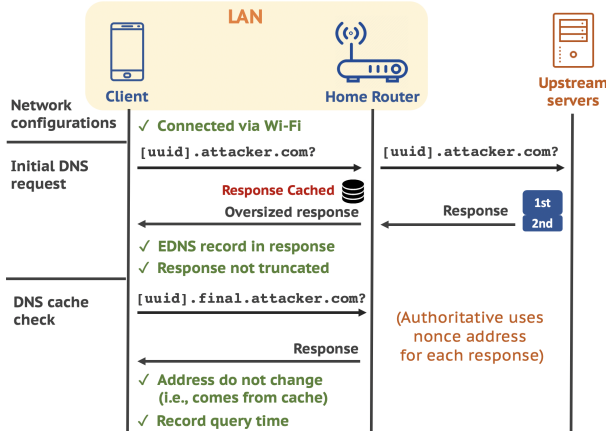 LAN
Client
Home Router
Upstream
servers
Network
configurations
✓ Connected via Wi-Fi
Initial DNS
request
[uuid].attacker.com?
[uuid].attacker.com?
Response Cached
Oversized response
Response
1st
2nd
✓ EDNS record in response
✓ Response not truncated
DNS cache
check
[uuid].final.attacker.com?
(Authoritative uses
nonce address
for each response)
Response
✓ Address do not change
(i.e., comes from cache)
✓ Record query time